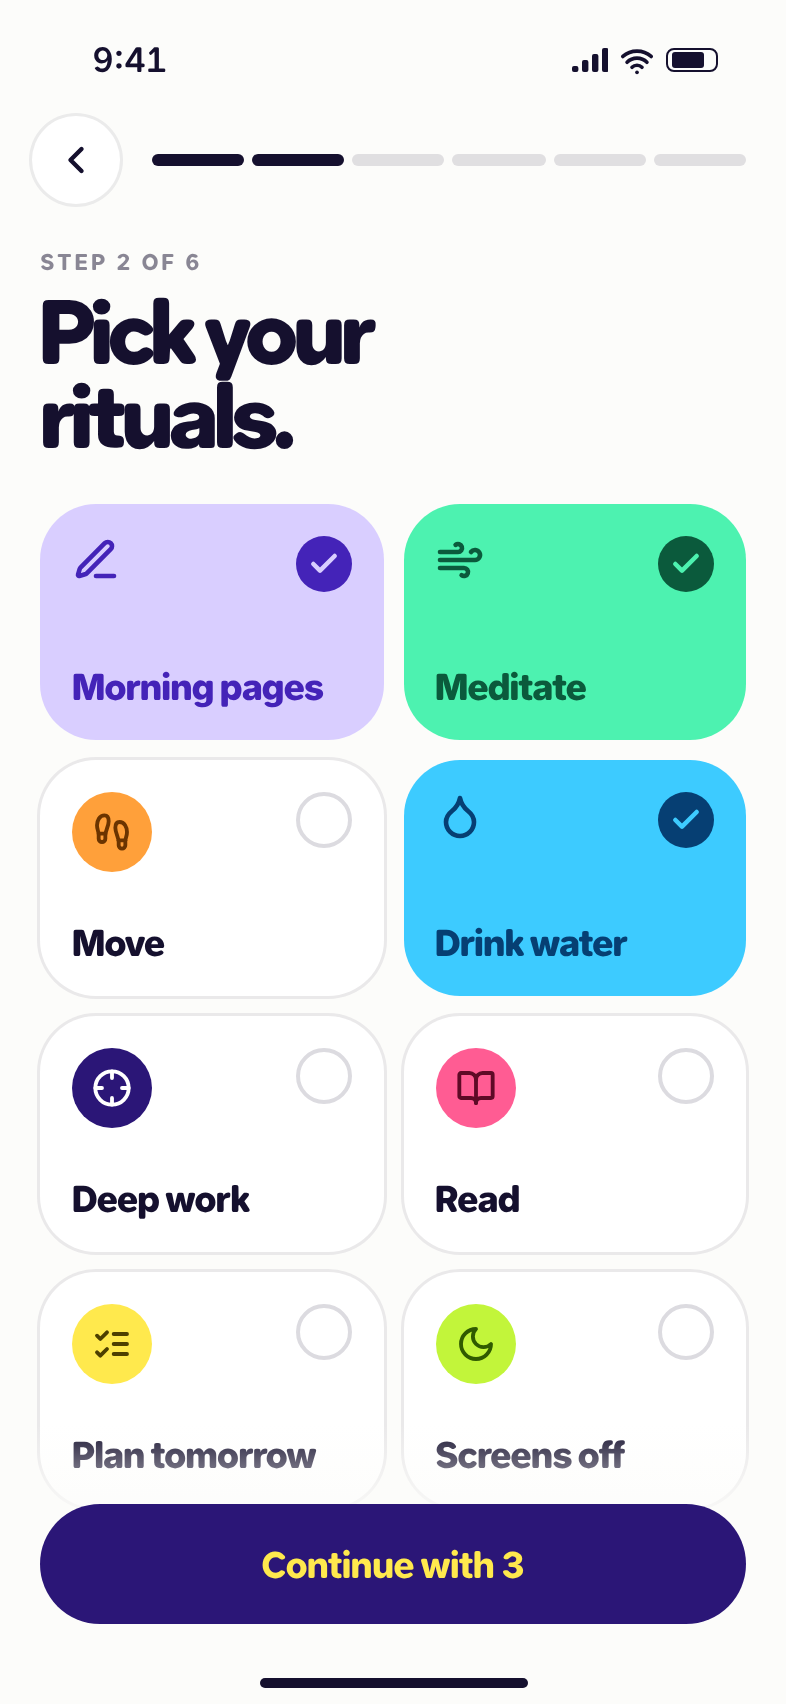 9:41
STEP 2 OF 6
Pick your
rituals.
Morning pages
Meditate
Move
Drink water
Deep work
Read
Plan tomorrow
Screens off
Continue with 3